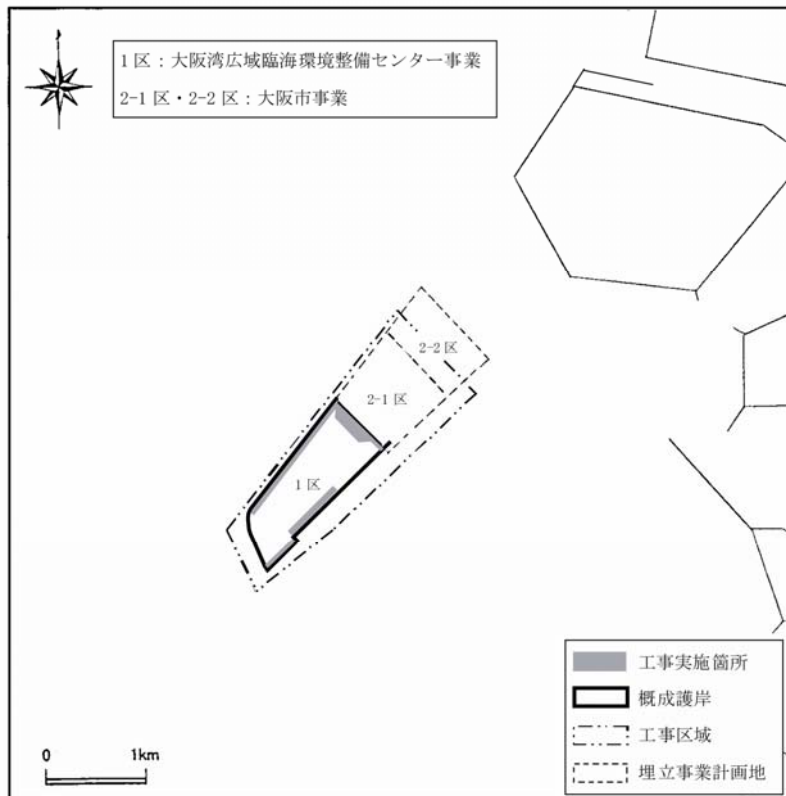 1 区：大阪湾広域臨海環境整備センター事業
2-1 区・2-2 区：大阪市事業
2-2 区
2-1 区
1 区
工事実施箇所
概成護岸
工事区域
埋立事業計画地
0 1km